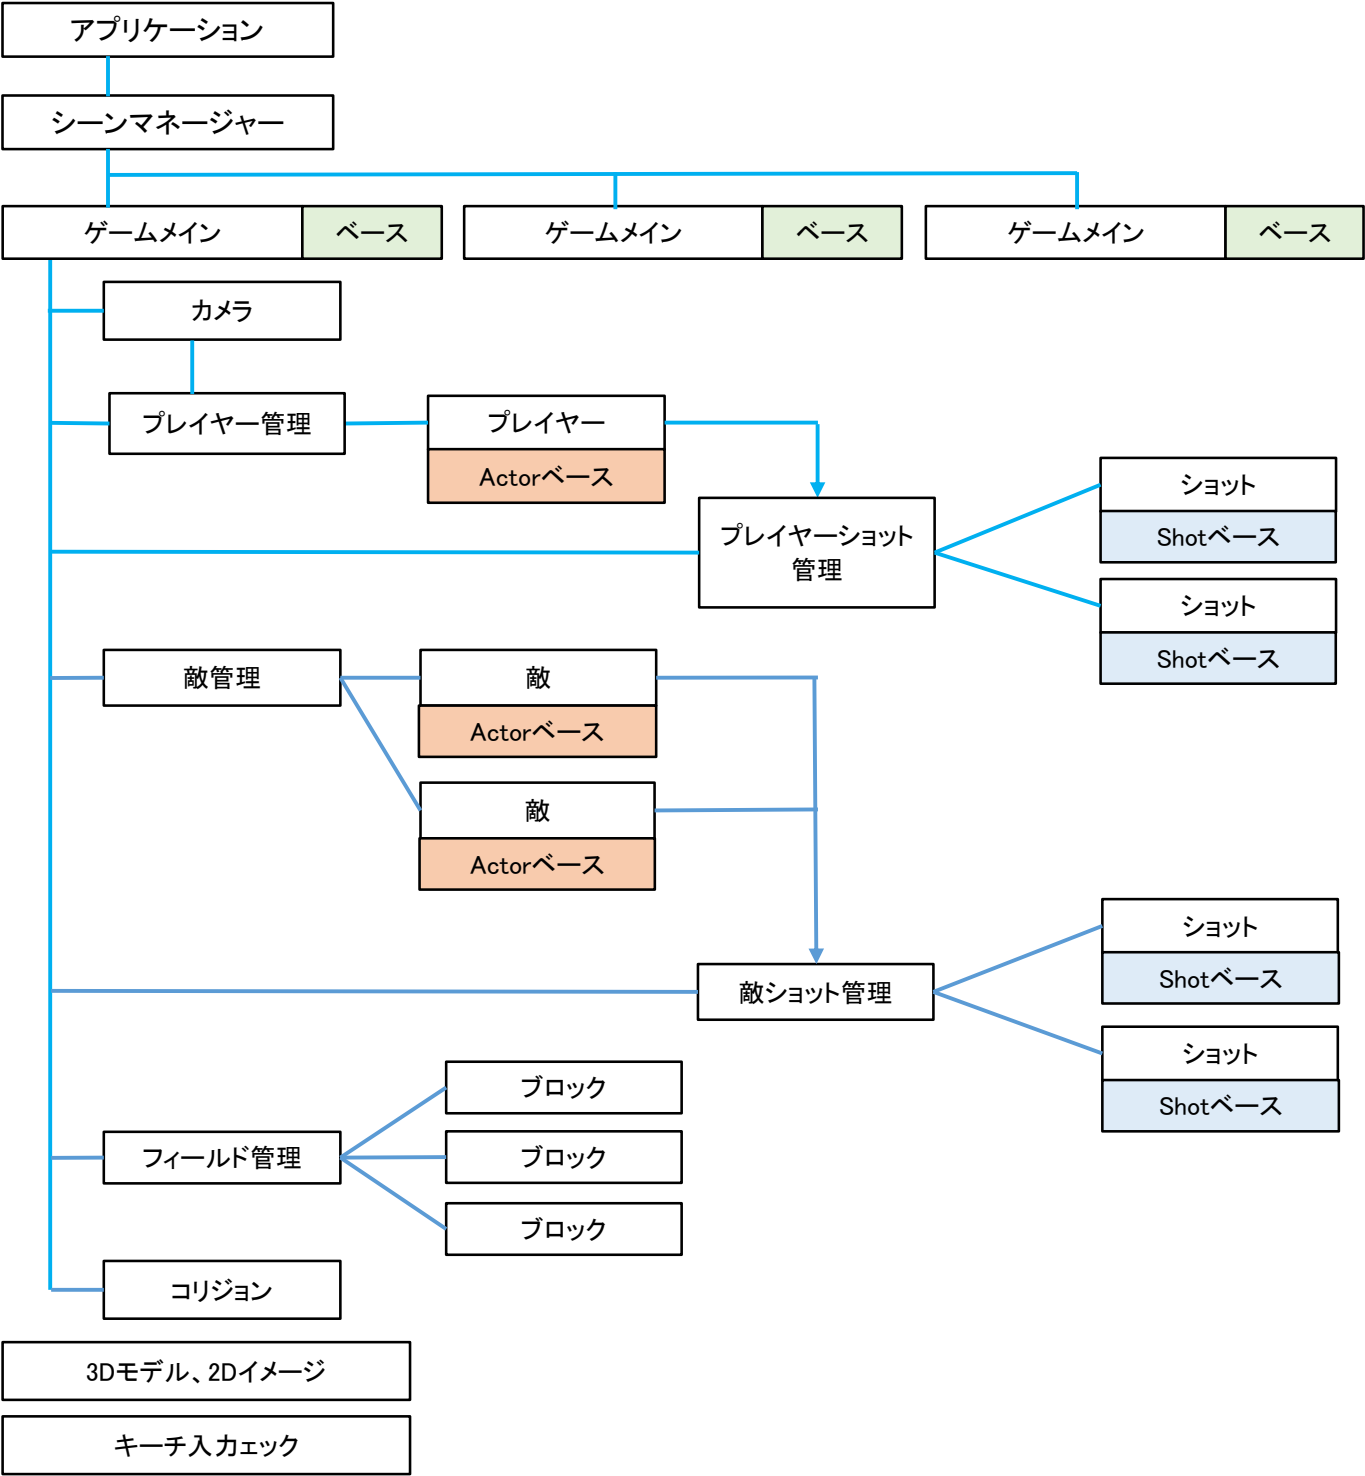 アプリケーション
シーンマネージャー
ゲームメイン
ベース
ゲームメイン
ベース
ゲームメイン
ベース
カメラ
プレイヤー管理
プレイヤー
Actorベース
プレイヤーショット
管理
ショット
Shotベース
ショット
Shotベース
敵管理
敵
Actorベース
敵
Actorベース
敵ショット管理
ショット
Shotベース
ショット
Shotベース
フィールド管理
ブロック
ブロック
ブロック
コリジョン
3Dモデル、2Dイメージ
キーチ入力ェック